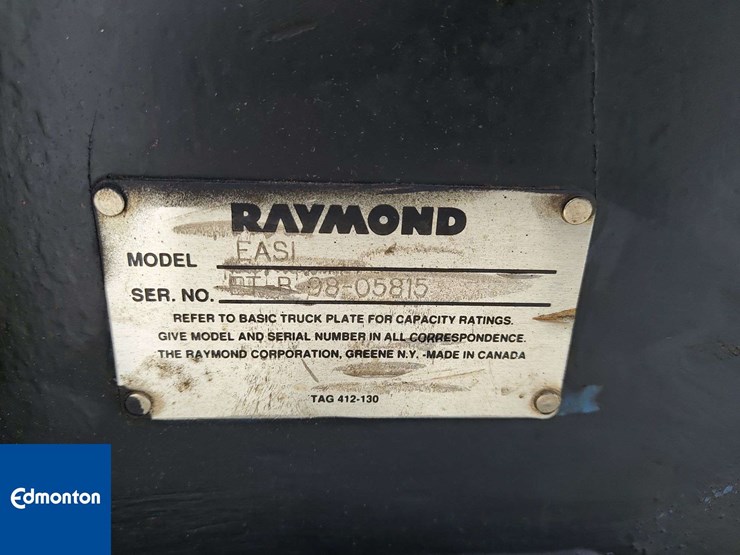 RAYMOND
MODEL EASI
SER. NO. 98-05815
REFER TO BASIC TRUCK PLATE FOR CAPACITY RATINGS.
GIVE MODEL AND SERIAL NUMBER IN ALL CORRESPONDENCE.
THE RAYMOND CORPORATION, GREENE N.Y. -MADE IN CANADA
TAG 412-130
Edmonton